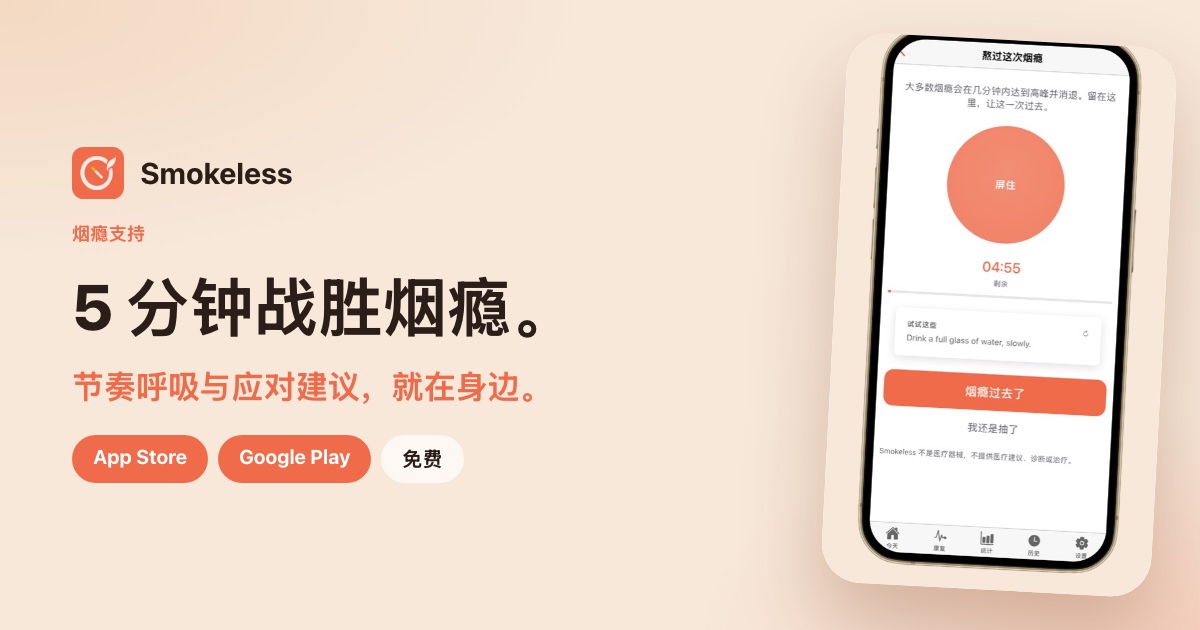 Smokeless
烟瘾支持
5 分钟战胜烟瘾。
节奏呼吸与应对建议，就在身边。
App Store
Google Play
免费
熬过这次烟瘾
大多数烟瘾会在几分钟内达到高峰并消退。留在这
里，让这一次过去。
屏住
04:55
剩余
试试这些
Drink a full glass of water, slowly.
烟瘾过去了
我还是抽了
Smokeless 不是医疗器械，不提供医疗建议、诊断或治疗。
今天
重复
统计
历史
设置